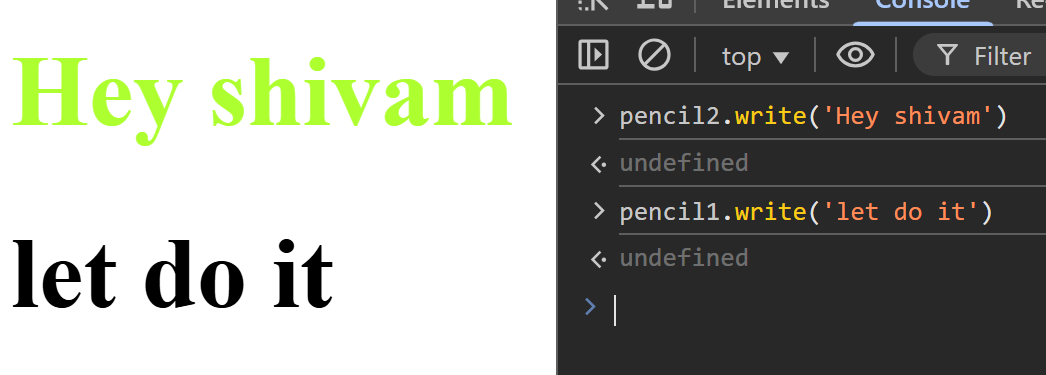 Hey shivam
let do it
Elements Console
top Filter
pencil2.write('Hey shivam')
undefined
pencil1.write('let do it')
undefined